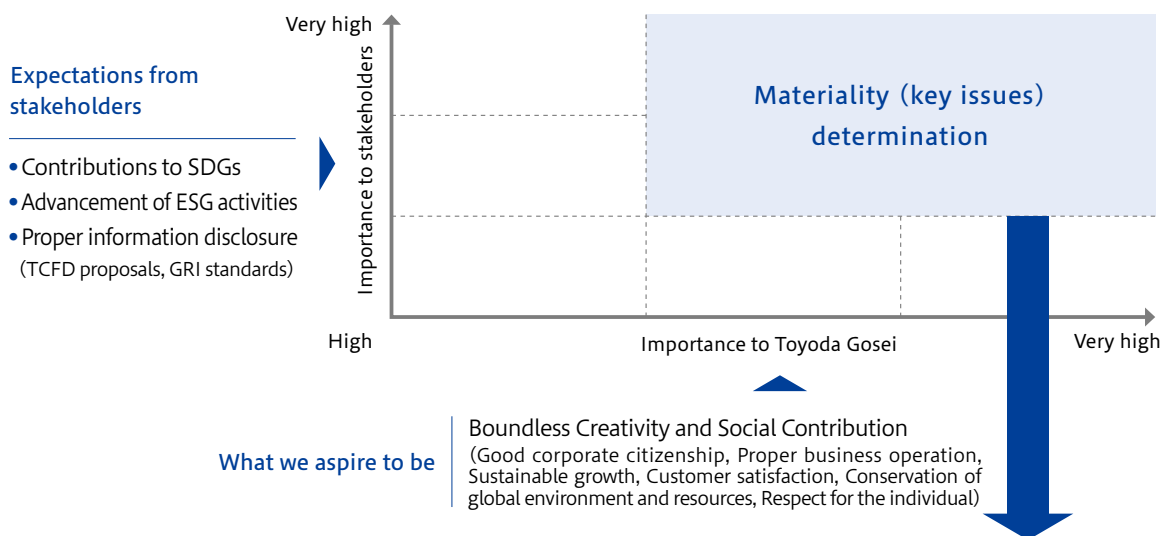 Expectations from
stakeholders
• Contributions to SDGs
• Advancement of ESG activities
• Proper information disclosure
(TCFD proposals, GRI standards)
Very high
Importance to stakeholders
Materiality (key issues)
determination
High
Importance to Toyoda Gosei
Very high
What we aspire to be
Boundless Creativity and Social Contribution
(Good corporate citizenship, Proper business operation,
Sustainable growth, Customer satisfaction, Conservation of
global environment and resources, Respect for the individual)